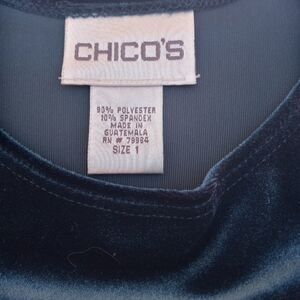 CHICO'S
90% POLYESTER
10% SPANDEX
MADE IN
GUATEMALA
RN # 79984
SIZE 1